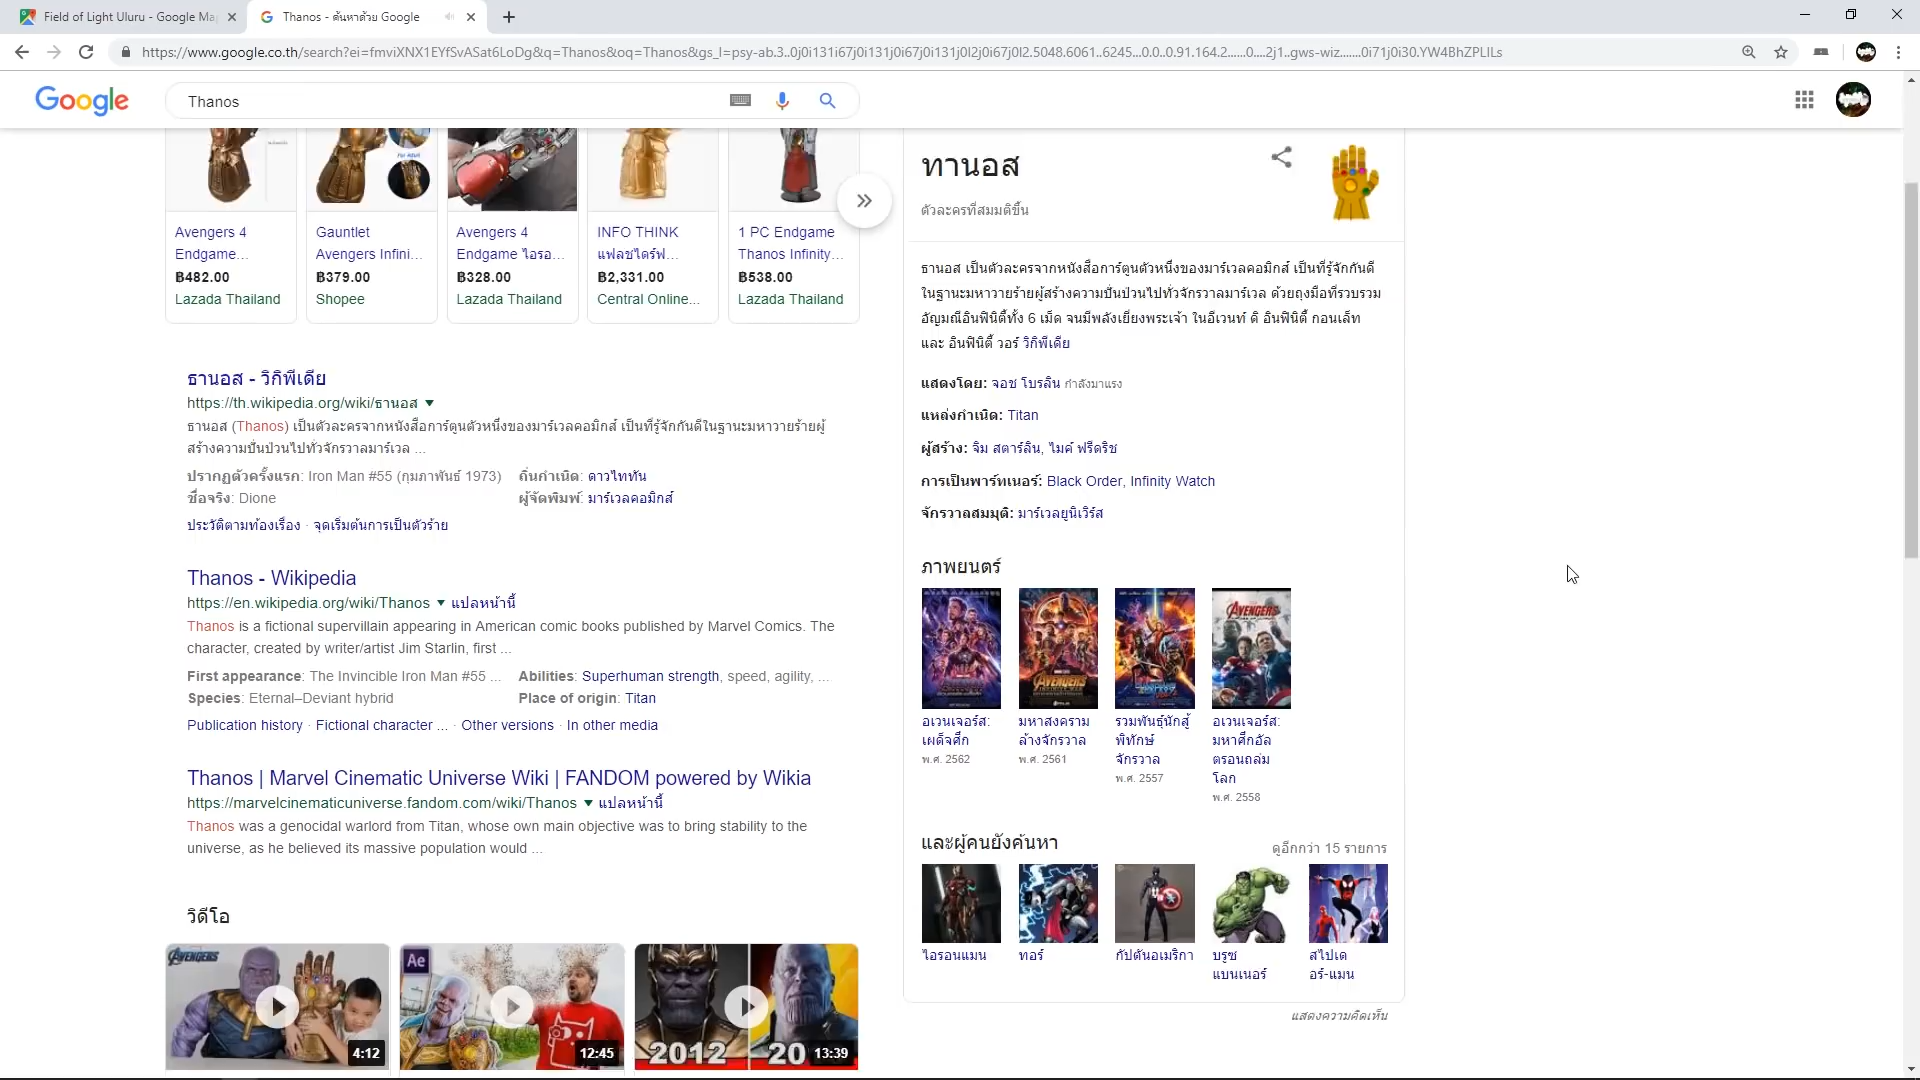 Field of Light Uluru - Google Ma
Thanos - ค้นหาด้วย Google
https://www.google.co.th/search?ei=fmviXNX1EYfSvASat6LoDg&q=Thanos&oq=Thanos&gs_l=psy-ab.3..0j0i131i67j0i131j0i67j0i131j0l2j0i67j0l2.5048.6061..6245...0.0..0.91.164.2......0....2j1..gws-wiz.......0i71j0i30.YW4BhZPLILs
Google
Thanos
Avengers 4
Endgame...
฿482.00
Lazada Thailand
Gauntlet
Avengers Infini...
฿379.00
Shopee
Avengers 4
Endgame ไอรอ...
฿328.00
Lazada Thailand
INFO THINK
แฟลชไดร์ฟ...
฿2,331.00
Central Online...
1 PC Endgame
Thanos Infinity...
฿538.00
Lazada Thailand
ธานอส - วิกิพีเดีย
https://th.wikipedia.org/wiki/ธานอส
ธานอส (Thanos) เป็นตัวละครจากหนังสือการ์ตูนตัวหนึ่งของมาร์เวลคอมิกส์ เป็นที่รู้จักกันดีในฐานะมหาวายร้ายผู้
สร้างความปั่นป่วนไปทั่วจักรวาลมาร์เวล ...
ปรากฏตัวครั้งแรก: Iron Man #55 (กุมภาพันธ์ 1973) ถิ่นกำเนิด: ดาวไททัน
ชื่อจริง: Dione ผู้จัดพิมพ์: มาร์เวลคอมิกส์
ประวัติตามท้องเรื่อง · จุดเริ่มต้นการเป็นตัวร้าย
Thanos - Wikipedia
https://en.wikipedia.org/wiki/Thanos แปลหน้านี้
Thanos is a fictional supervillain appearing in American comic books published by Marvel Comics. The
character, created by writer/artist Jim Starlin, first ...
First appearance: The Invincible Iron Man #55 ... Abilities: Superhuman strength, speed, agility, ...
Species: Eternal–Deviant hybrid Place of origin: Titan
Publication history · Fictional character ... · Other versions · In other media
Thanos | Marvel Cinematic Universe Wiki | FANDOM powered by Wikia
https://marvelcinematicuniverse.fandom.com/wiki/Thanos แปลหน้านี้
Thanos was a genocidal warlord from Titan, whose own main objective was to bring stability to the
universe, as he believed its massive population would ...
วิดีโอ
AVENGERS
4:12
Ae
12:45
2012
20
13:39
ทานอส
ตัวละครที่สมมติขึ้น
ธานอส เป็นตัวละครจากหนังสือการ์ตูนตัวหนึ่งของมาร์เวลคอมิกส์ เป็นที่รู้จักกันดี
ในฐานะมหาวายร้ายผู้สร้างความปั่นป่วนไปทั่วจักรวาลมาร์เวล ด้วยถุงมือที่รวบรวม
อัญมณีอินฟินิตี้ทั้ง 6 เม็ด จนมีพลังเยี่ยงพระเจ้า ในอีเวนท์ ดิ อินฟินิตี้ กอนเล็ท
และ อินฟินิตี้ วอร์ วิกิพีเดีย
แสดงโดย: จอช โบรลิน กำลังมาแรง
แหล่งกำเนิด: Titan
ผู้สร้าง: จิม สตาร์ลิน, ไมค์ ฟรีดริช
การเป็นพาร์ทเนอร์: Black Order, Infinity Watch
จักรวาลสมมุติ: มาร์เวลยูนิเวิร์ส
ภาพยนตร์
AVENGERS
AVENGERS
อเวนเจอร์ส:
เผด็จศึก
พ.ศ. 2562
มหาสงคราม
ล้างจักรวาล
พ.ศ. 2561
รวมพันธุ์นักสู้
พิทักษ์
จักรวาล
พ.ศ. 2557
อเวนเจอร์ส:
มหาศึกอัล
ตรอนถล่ม
โลก
พ.ศ. 2558
และผู้คนยังค้นหา
ดูอีกกว่า 15 รายการ
ไอรอนแมน
ทอร์
กัปตันอเมริกา
บรูซ
แบนเนอร์
สไปเด
อร์-แมน
แสดงความคิดเห็น